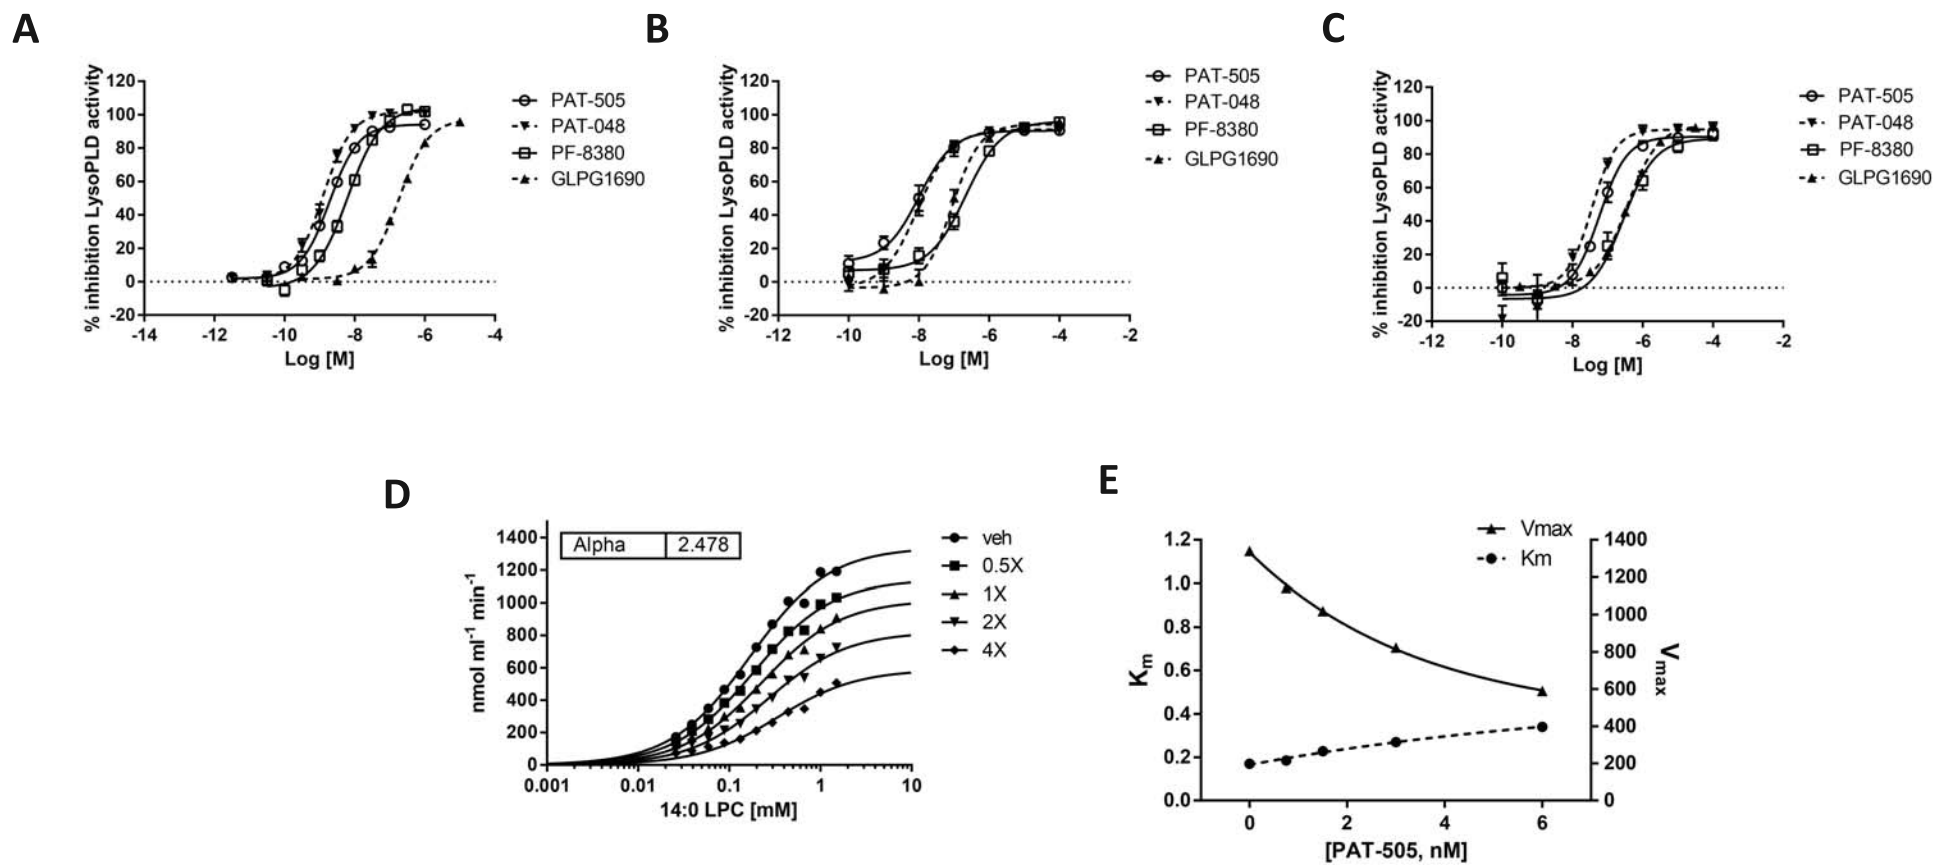 A
% inhibition LysoPLD activity
120
100
80
60
40
20
0
-20
-14 -12 -10 -8 -6 -4
Log [M]
PAT-505
PAT-048
PF-8380
GLPG1690
B
% inhibition LysoPLD activity
120
100
80
60
40
20
0
-20
-12 -10 -8 -6 -4 -2
Log [M]
PAT-505
PAT-048
PF-8380
GLPG1690
C
% inhibition LysoPLD activity
120
100
80
60
40
20
0
-20
-12 -10 -8 -6 -4 -2
Log [M]
PAT-505
PAT-048
PF-8380
GLPG1690
D
nmol ml⁻¹ min⁻¹
1400
1200
1000
800
600
400
200
0
Alpha 2.478
0.001 0.01 0.1 1 10
14:0 LPC [mM]
veh
0.5X
1X
2X
4X
E
Km
1.2
1.0
0.8
0.6
0.4
0.2
0.0
0 2 4 6
[PAT-505, nM]
Vmax
Km
1400
1200
1000
800
600
400
200
0
Vmax